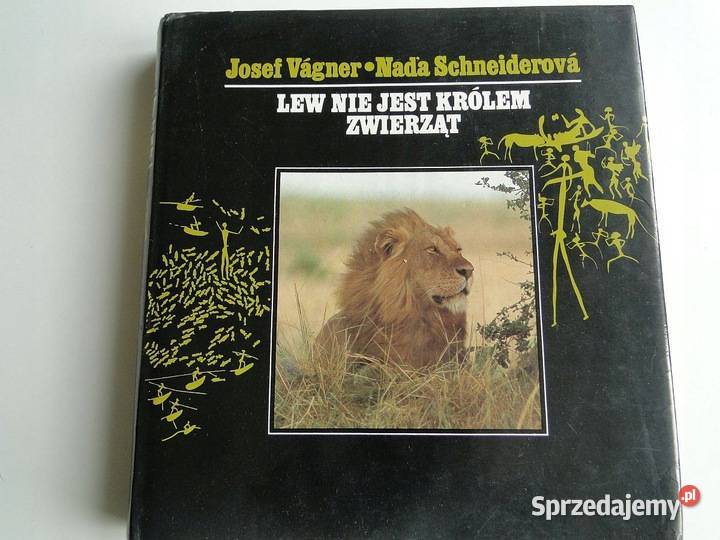 Josef Vágner • Naďa Schneiderová
LEW NIE JEST KRÓLEM
ZWIERZĄT
Sprzedajemy.pl